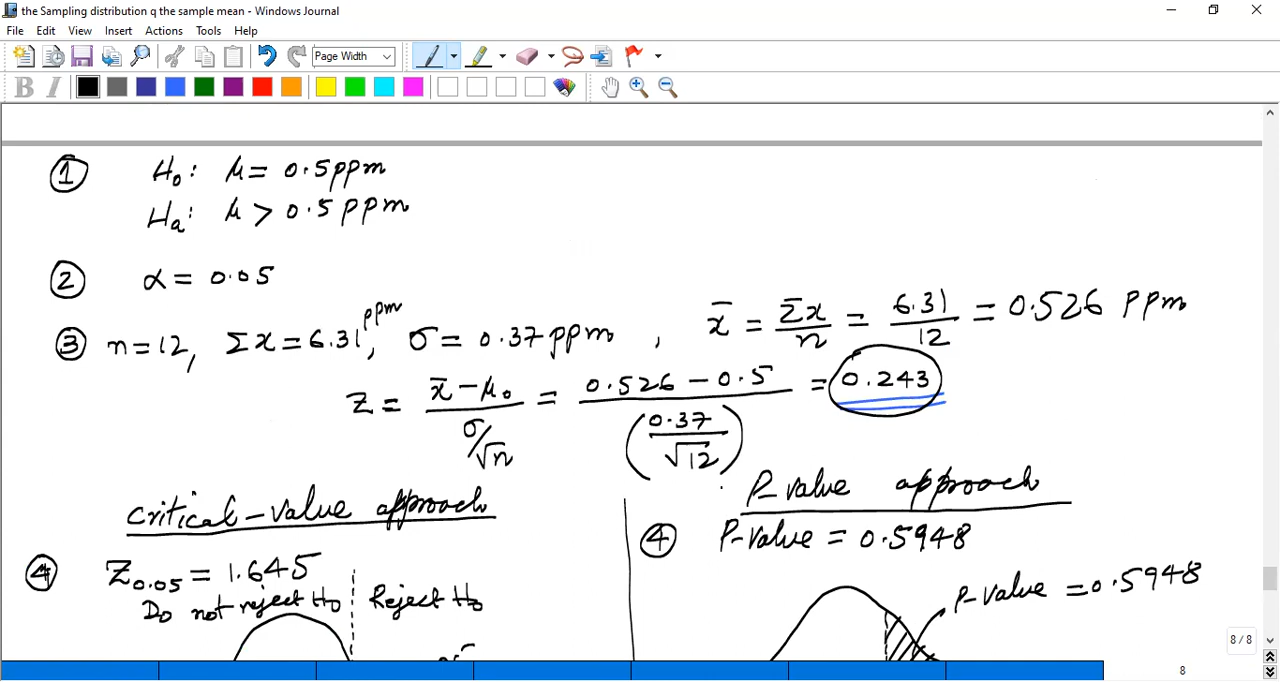 the Sampling distribution q the sample mean - Windows Journal
File Edit View Insert Actions Tools Help
Page Width
B I
① H₀: μ = 0.5 ppm
Hₐ: μ > 0.5 ppm
② α = 0.05
③ n = 12, Σx = 6.31 ppm, σ = 0.37 ppm, x̄ = Σx/n = 6.31/12 = 0.526 ppm
Z = (x̄ - μ₀)/(σ/√n) = (0.526 - 0.5)/(0.37/√12) = 0.243
Critical-value approach
④ Z₀.₀₅ = 1.645
Do not reject H₀ Reject H₀
P-value approach
④ P-value = 0.5948
P-value = 0.5948
8 / 8
8